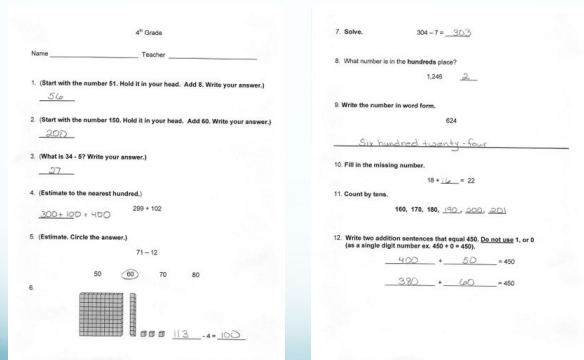 4th Grade
Name Teacher
1. (Start with the number 51. Hold it in your head. Add 8. Write your answer.)
56
2. (Start with the number 150. Hold it in your head. Add 60. Write your answer.)
200
3. (What is 34 - 5? Write your answer.)
27
4. (Estimate to the nearest hundred.)
299 + 102
300 + 100 = 400
5. (Estimate. Circle the answer.)
71 – 12
50 60 70 80
6.
113 - 4 = 100
7. Solve. 304 – 7 = 303
8. What number is in the hundreds place?
1,246 2
9. Write the number in word form.
624
Six hundred twenty-four
10. Fill in the missing number.
18 + 16 = 22
11. Count by tens.
160, 170, 180, 190, 200, 201
12. Write two addition sentences that equal 450. Do not use 1, or 0
(as a single digit number ex. 450 + 0 = 450).
400 + 50 = 450
380 + 60 = 450